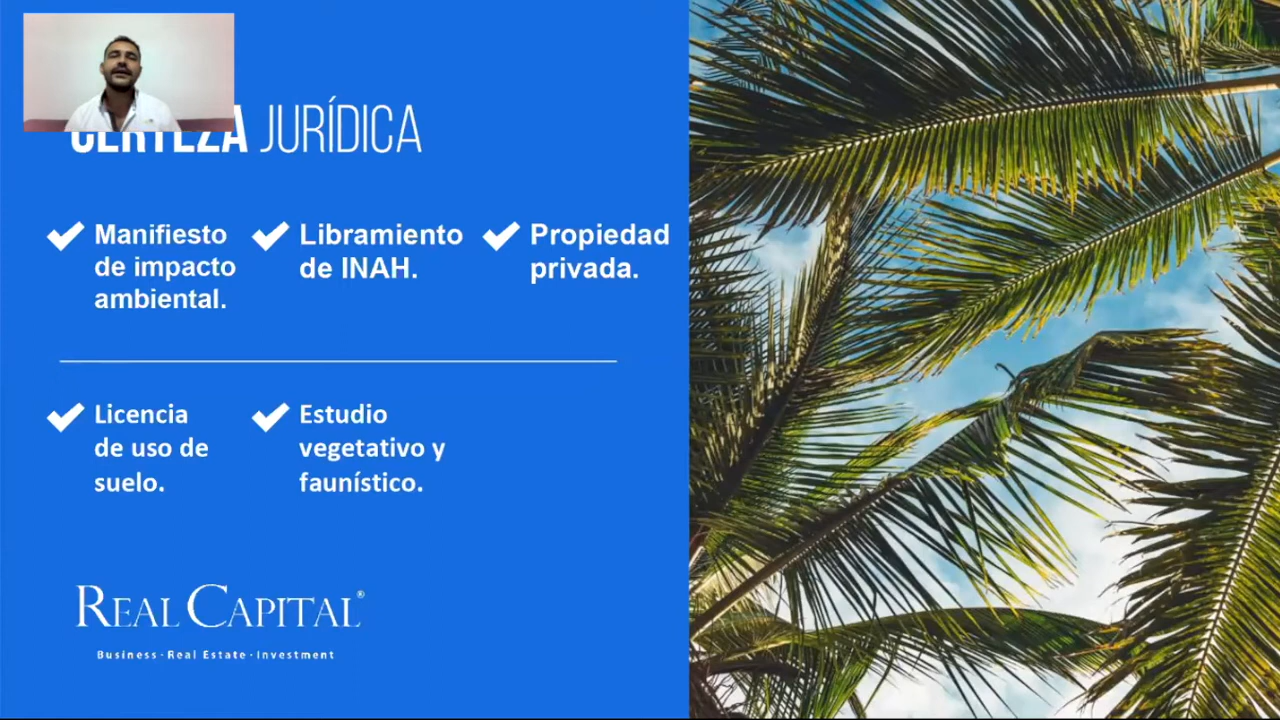 CERTEZA JURÍDICA
Manifiesto
de impacto
ambiental.
Libramiento
de INAH.
Propiedad
privada.
Licencia
de uso de
suelo.
Estudio
vegetativo y
faunístico.
REAL CAPITAL®
Business · Real Estate · Investment